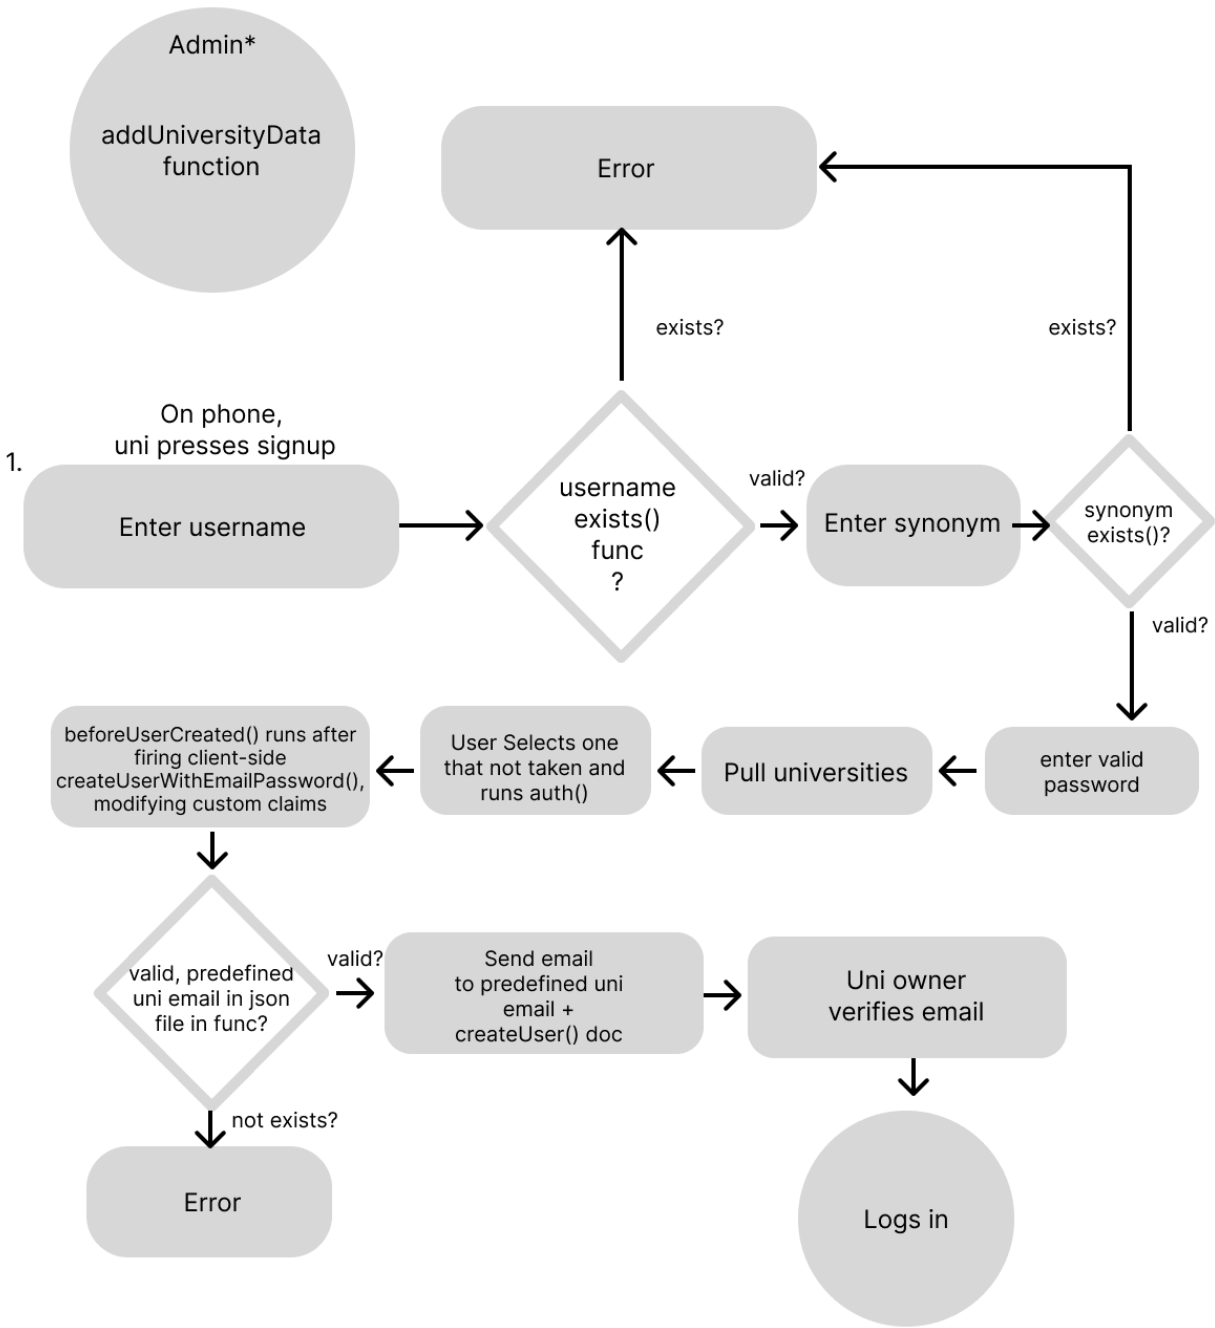 Admin*
addUniversityData
function
Error
exists?
exists?
On phone,
uni presses signup
1.
Enter username
username
exists()
func
?
valid?
Enter synonym
synonym
exists()?
valid?
enter valid
password
Pull universities
User Selects one
that not taken and
runs auth()
beforeUserCreated() runs after
firing client-side
createUserWithEmailPassword(),
modifying custom claims
valid, predefined
uni email in json
file in func?
valid?
Send email
to predefined uni
email +
createUser() doc
Uni owner
verifies email
not exists?
Error
Logs in